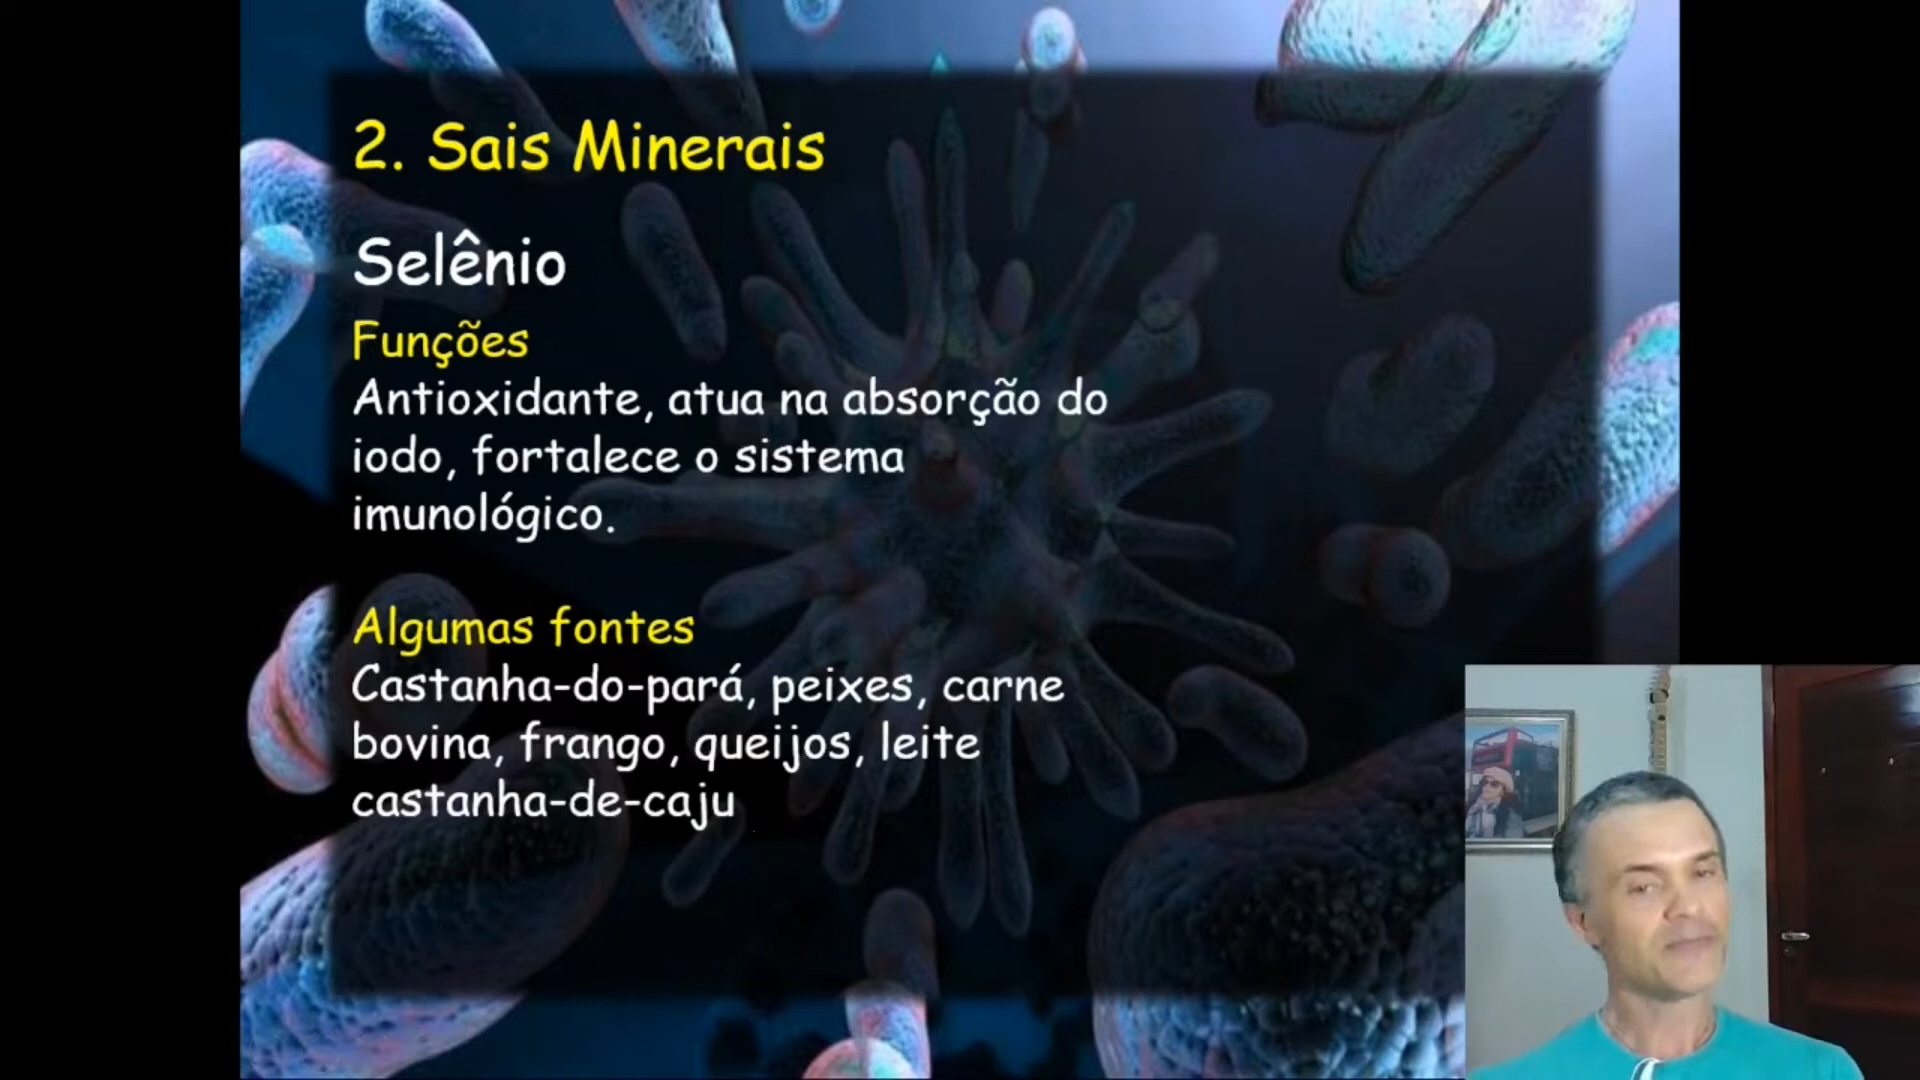 2. Sais Minerais
Selênio
Funções
Antioxidante, atua na absorção do
iodo, fortalece o sistema
imunológico.
Algumas fontes
Castanha-do-pará, peixes, carne
bovina, frango, queijos, leite
castanha-de-caju